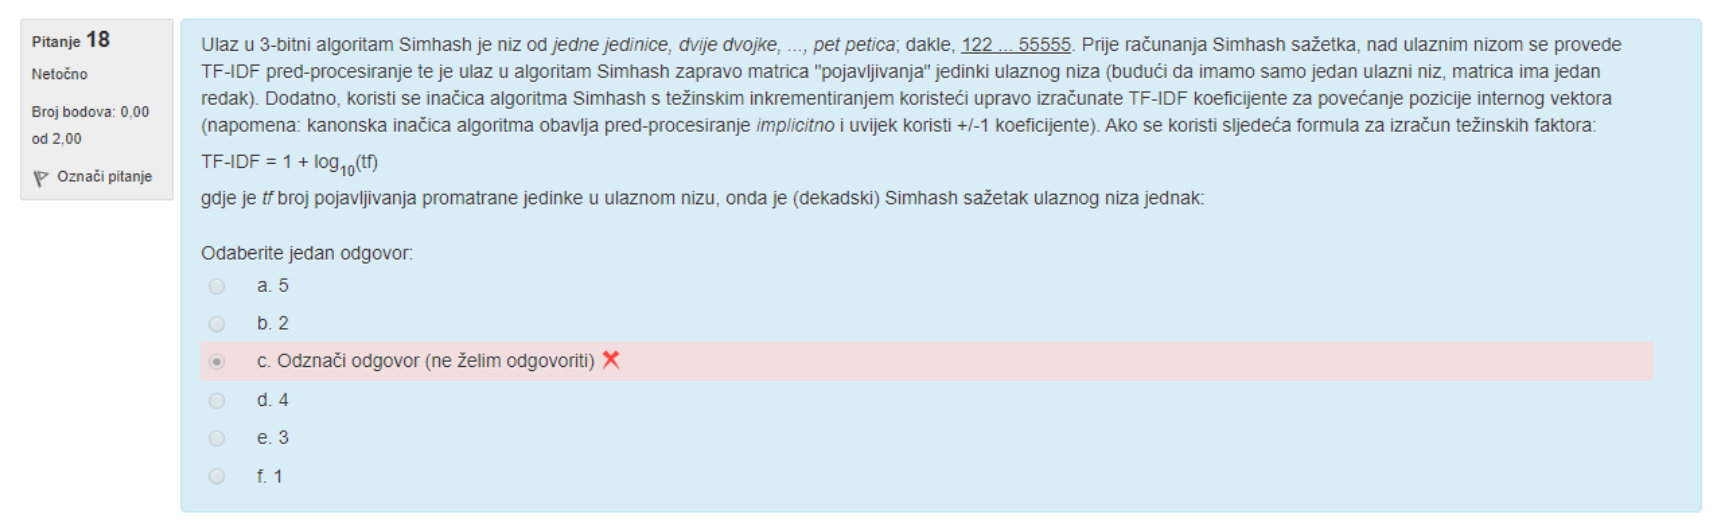 Pitanje 18
Netočno
Broj bodova: 0,00
od 2,00
Označi pitanje
Ulaz u 3-bitni algoritam Simhash je niz od jedne jedinice, dvije dvojke, ..., pet petica; dakle, 122 ... 55555. Prije računanja Simhash sažetka, nad ulaznim nizom se provede
TF-IDF pred-procesiranje te je ulaz u algoritam Simhash zapravo matrica "pojavljivanja" jedinki ulaznog niza (budući da imamo samo jedan ulazni niz, matrica ima jedan
redak). Dodatno, koristi se inačica algoritma Simhash s težinskim inkrementiranjem koristeći upravo izračunate TF-IDF koeficijente za povećanje pozicije internog vektora
(napomena: kanonska inačica algoritma obavlja pred-procesiranje implicitno i uvijek koristi +/-1 koeficijente). Ako se koristi sljedeća formula za izračun težinskih faktora:
TF-IDF = 1 + log10(tf)
gdje je tf broj pojavljivanja promatrane jedinke u ulaznom nizu, onda je (dekadski) Simhash sažetak ulaznog niza jednak:
Odaberite jedan odgovor:
a. 5
b. 2
c. Odznači odgovor (ne želim odgovoriti)
d. 4
e. 3
f. 1